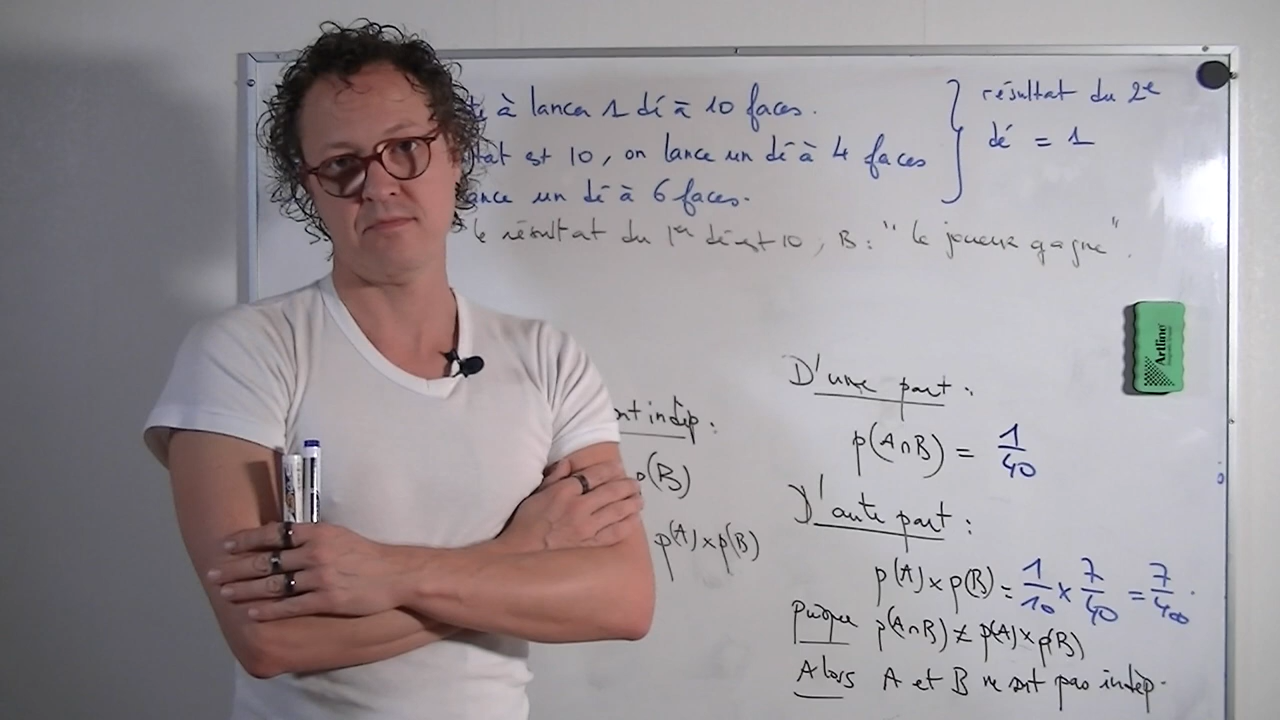 à lancer 1 dé à 10 faces.
est 10, on lance un dé à 4 faces
un dé à 6 faces.
résultat du 2e
dé = 1
le résultat du 1er dé est 10, B: "le joueur gagne".
Artline
indép:
p(B)
p(A)×p(B)
D'une part:
p(A∩B) = 1/40
D'autre part:
p(A)×p(B) = 1/10 × 7/40 = 7/400.
Puisque p(A∩B) ≠ p(A)×p(B)
Alors A et B ne sont pas indép.